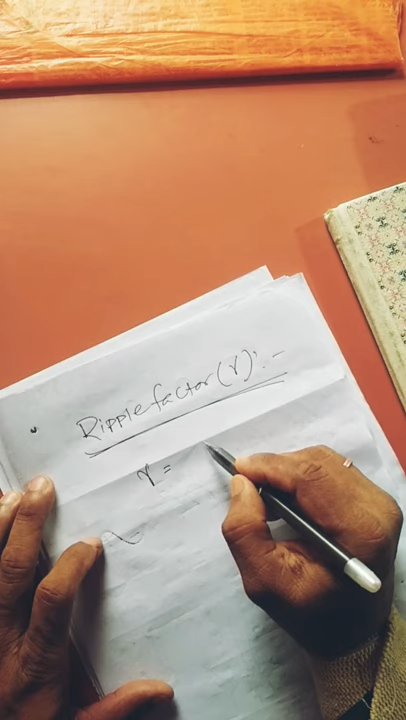 Ripple factor (r):-
r =